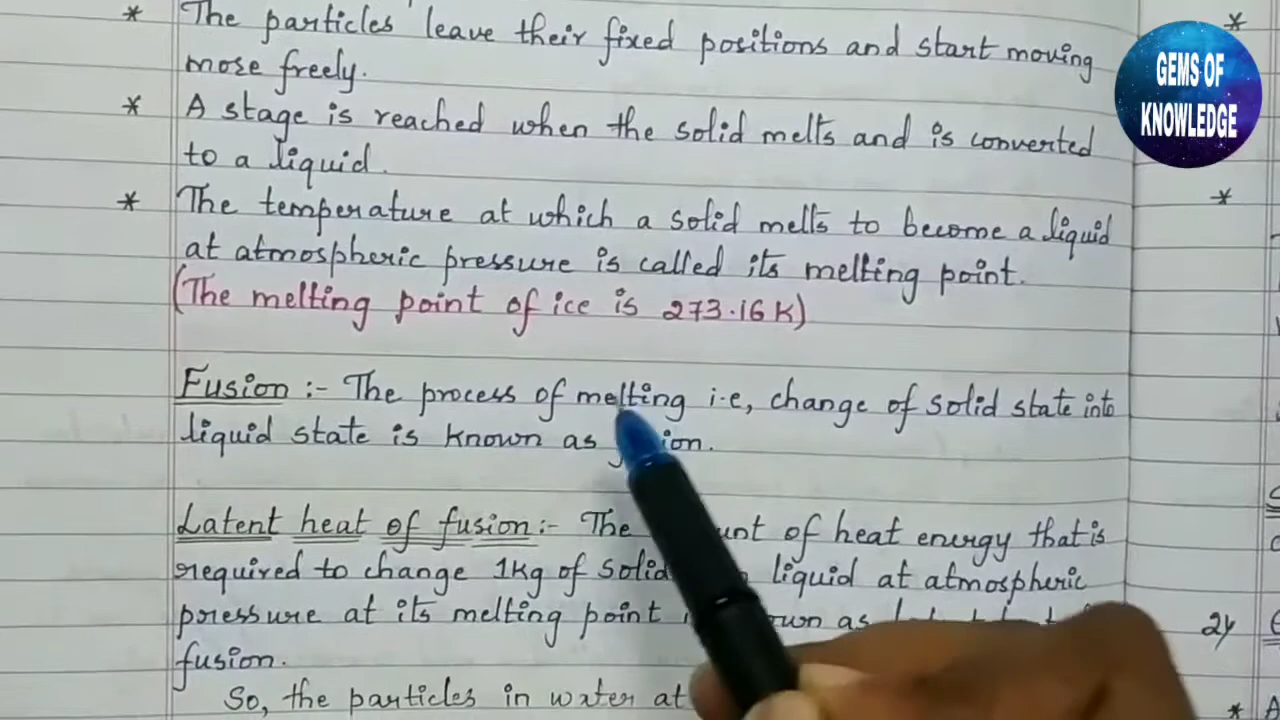 * The particles leave their fixed positions and start moving
more freely.
* A stage is reached when the solid melts and is converted
to a liquid.
* The temperature at which a solid melts to become a liquid
at atmospheric pressure is called its melting point.
(The melting point of ice is 273.16 K)
Fusion :- The process of melting i.e, change of solid state into
liquid state is known as ion.
Latent heat of fusion :- The unt of heat energy that is
required to change 1Kg of solid liquid at atmospheric
pressure at its melting point own as
fusion.
So, the particles in water at
GEMS OF
KNOWLEDGE
*
*
24
*